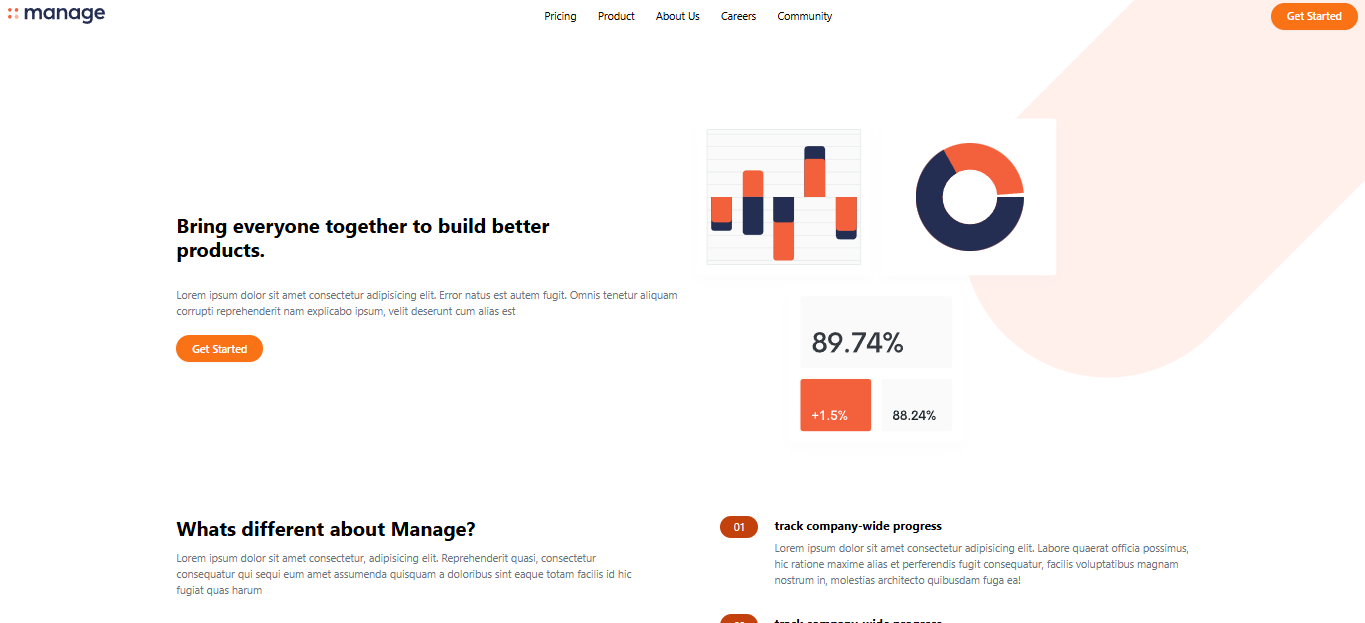 manage
Pricing
Product
About Us
Careers
Community
Get Started
Bring everyone together to build better
products.
Lorem ipsum dolor sit amet consectetur adipisicing elit. Error natus est autem fugit. Omnis tenetur aliquam
corrupti reprehenderit nam explicabo ipsum, velit deserunt cum alias est
Get Started
89.74%
+1.5%
88.24%
Whats different about Manage?
Lorem ipsum dolor sit amet consectetur, adipisicing elit. Reprehenderit quasi, consectetur
consequatur qui sequi eum amet assumenda quisquam a doloribus sint eaque totam facilis id hic
fugiat quas harum
01
track company-wide progress
Lorem ipsum dolor sit amet consectetur adipisicing elit. Labore quaerat officia possimus,
hic ratione maxime alias et perferendis fugit consequatur, facilis voluptatibus magnam
nostrum in, molestias architecto quibusdam fuga ea!
track company-wide progress